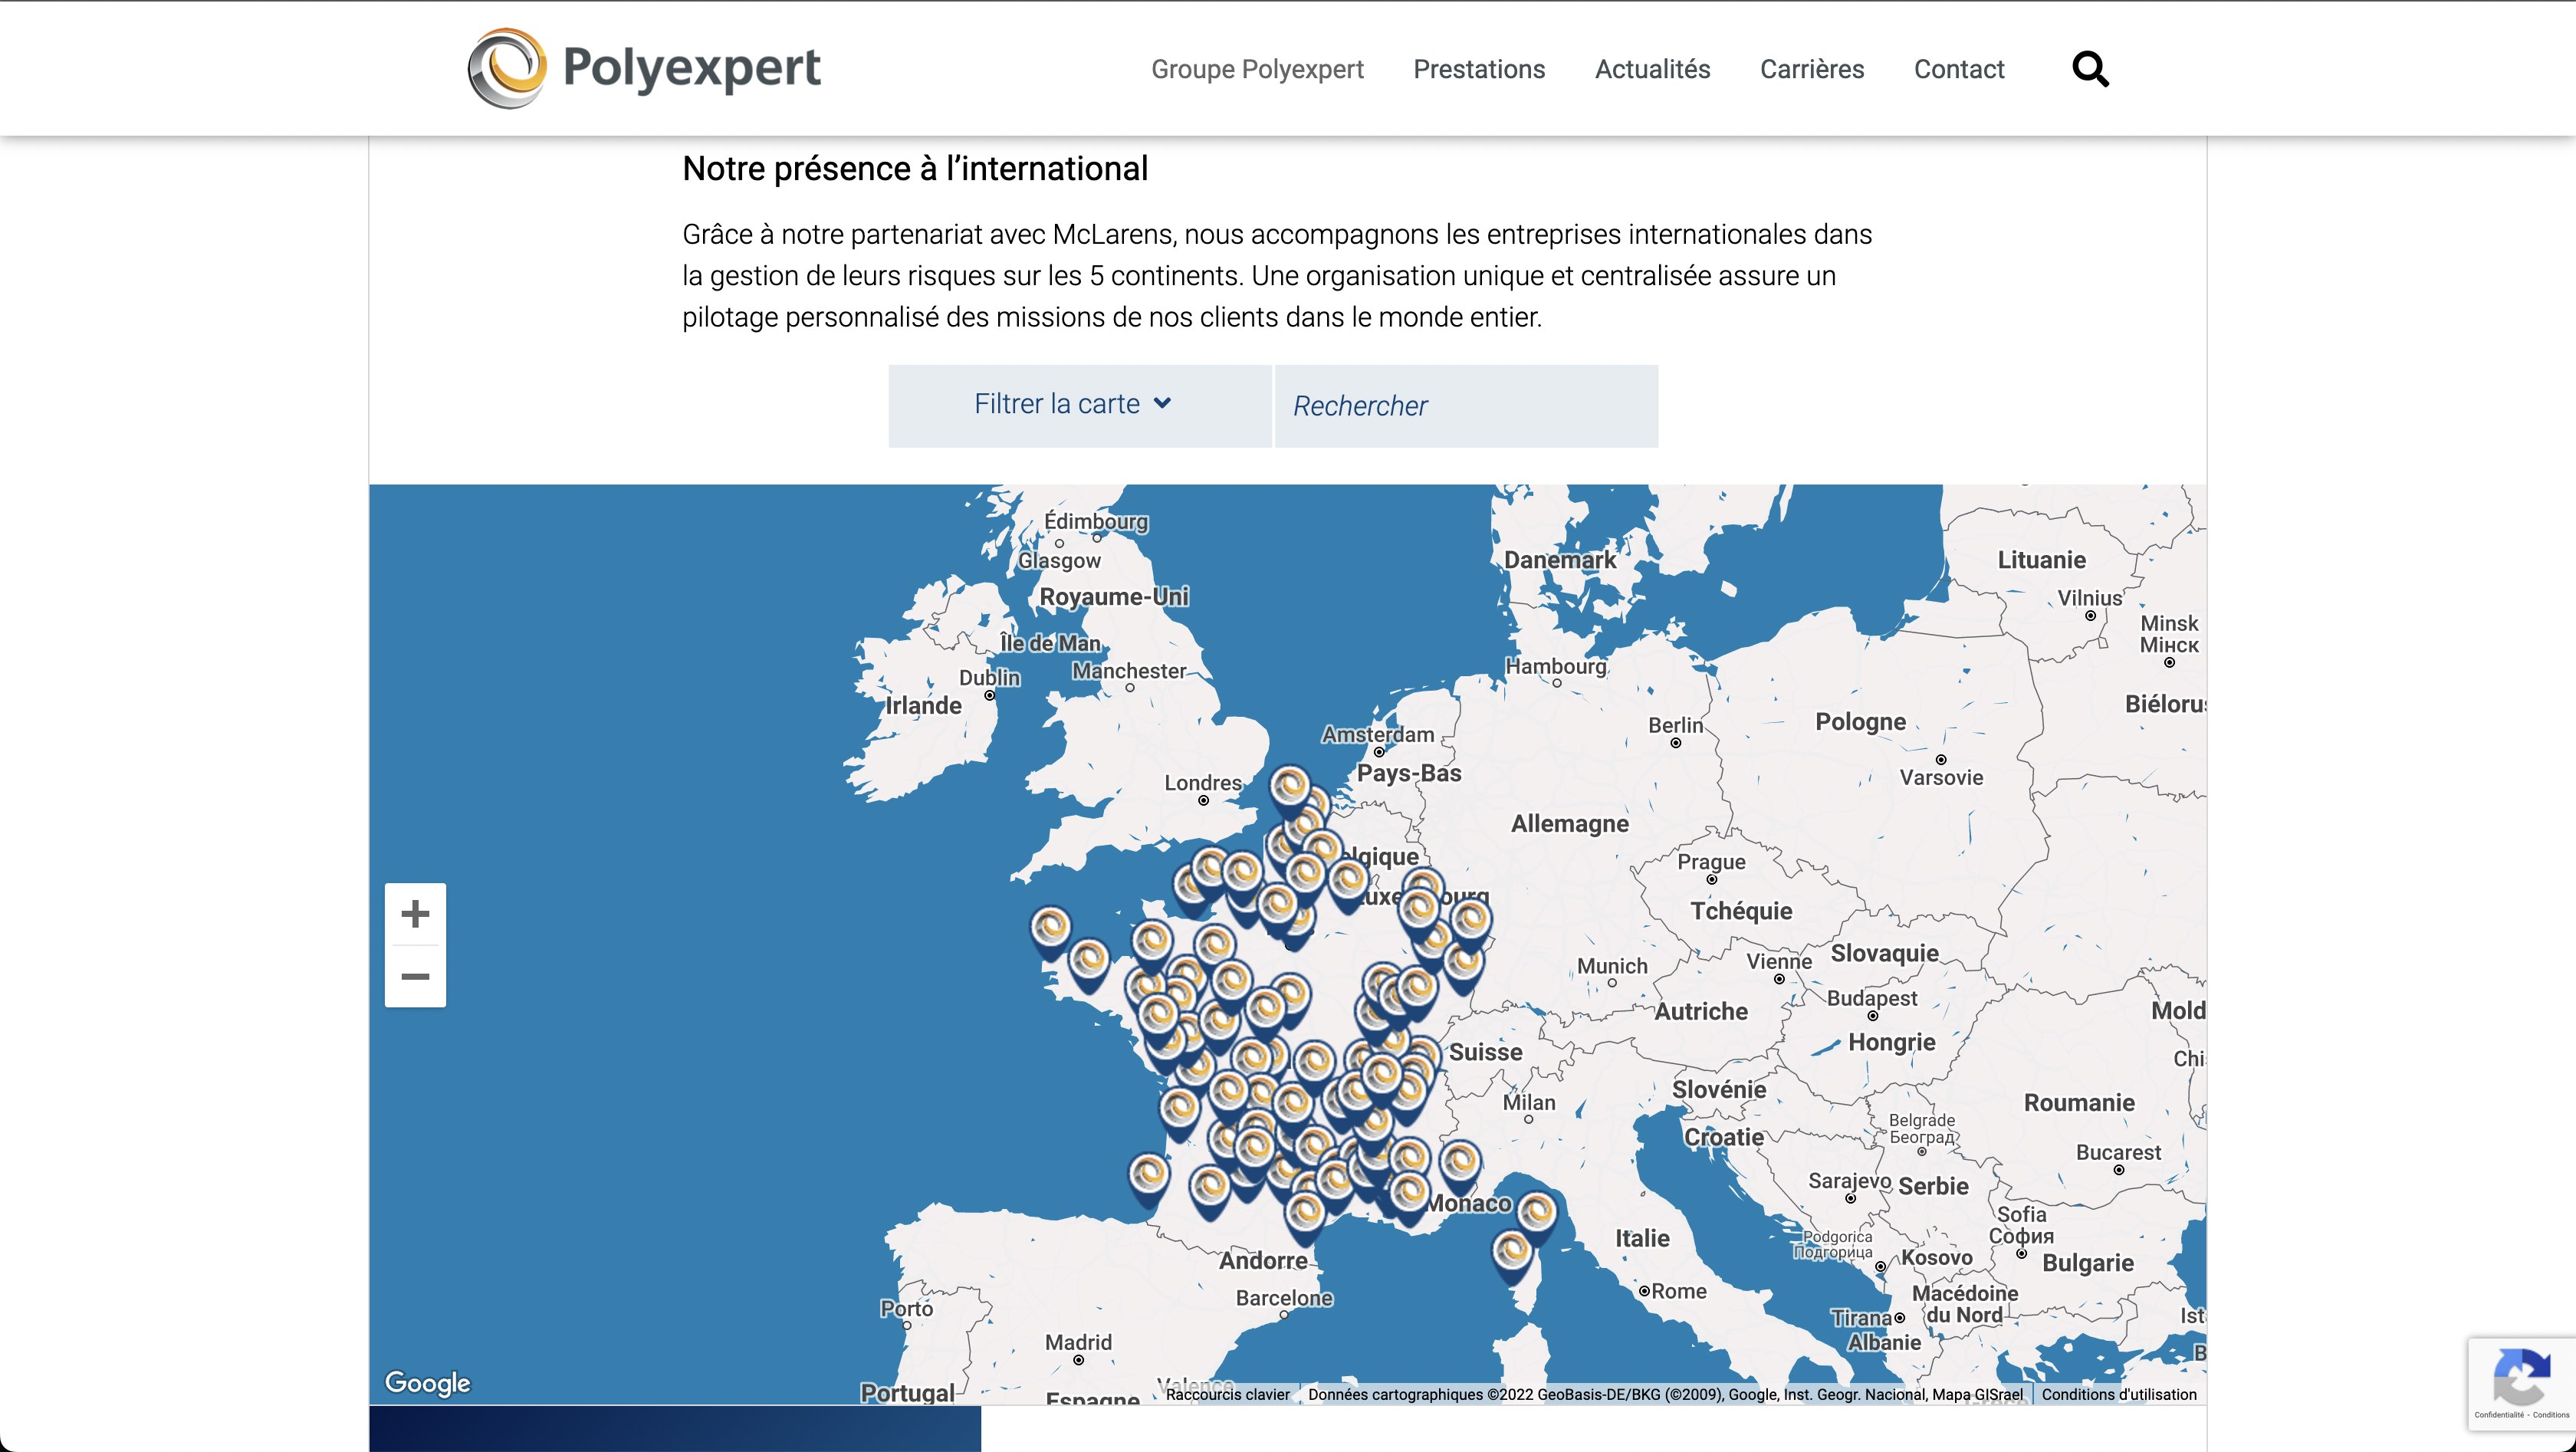 Polyexpert
Groupe Polyexpert
Prestations
Actualités
Carrières
Contact
Notre présence à l’international
Grâce à notre partenariat avec McLarens, nous accompagnons les entreprises internationales dans
la gestion de leurs risques sur les 5 continents. Une organisation unique et centralisée assure un
pilotage personnalisé des missions de nos clients dans le monde entier.
Filtrer la carte
Rechercher
Édimbourg
Glasgow
Royaume-Uni
Île de Man
Manchester
Dublin
Irlande
Londres
Danemark
Hambourg
Amsterdam
Pays-Bas
Berlin
Allemagne
Lituanie
Vilnius
Minsk
Мінск
Biélorus
Pologne
Varsovie
elgique
Luxe
ourg
Prague
Tchéquie
Munich
Vienne
Slovaquie
Budapest
Autriche
Hongrie
Mold
Chi
Suisse
Milan
Slovénie
Croatie
Roumanie
Belgrade
Београд
Bucarest
Sarajevo
Serbie
Monaco
Italie
Sofia
София
Podgorica
Подгорица
Kosovo
Bulgarie
Andorre
Barcelone
Rome
Macédoine
du Nord
Tirana
Albanie
Ist
B
Porto
Madrid
Portugal
Espagne
Valence
+
−
Google
Raccourcis clavier
Données cartographiques ©2022 GeoBasis-DE/BKG (©2009), Google, Inst. Geogr. Nacional, Mapa GISrael
Conditions d'utilisation
Confidentialité - Conditions